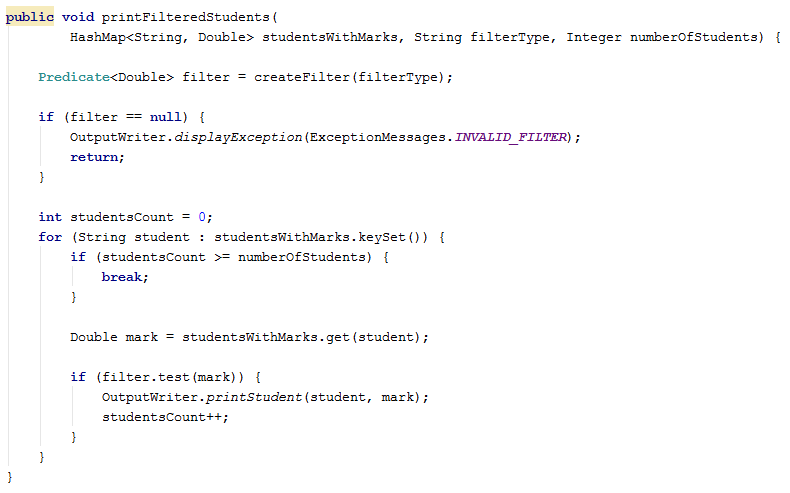 public void printFilteredStudents(
        HashMap<String, Double> studentsWithMarks, String filterType, Integer numberOfStudents) {

    Predicate<Double> filter = createFilter(filterType);

    if (filter == null) {
        OutputWriter.displayException(ExceptionMessages.INVALID_FILTER);
        return;
    }

    int studentsCount = 0;
    for (String student : studentsWithMarks.keySet()) {
        if (studentsCount >= numberOfStudents) {
            break;
        }

        Double mark = studentsWithMarks.get(student);

        if (filter.test(mark)) {
            OutputWriter.printStudent(student, mark);
            studentsCount++;
        }
    }
}